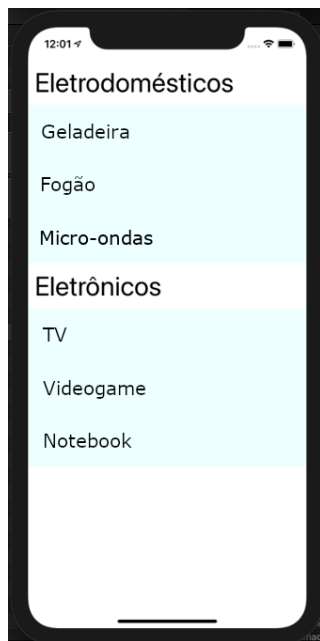 12:01
Eletrodomésticos
Geladeira
Fogão
Micro-ondas
Eletrônicos
TV
Videogame
Notebook